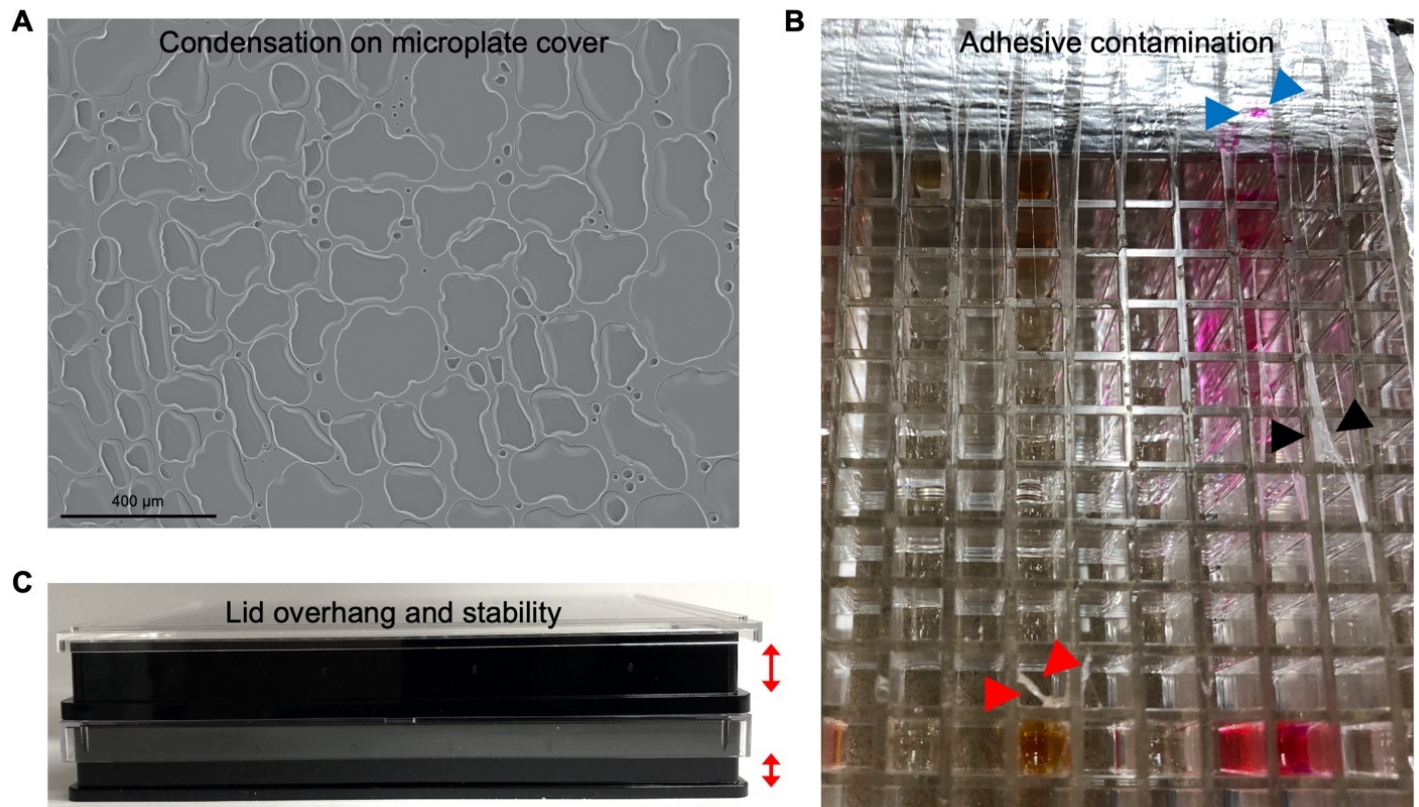 A
Condensation on microplate cover
400 µm
B
Adhesive contamination
C
Lid overhang and stability